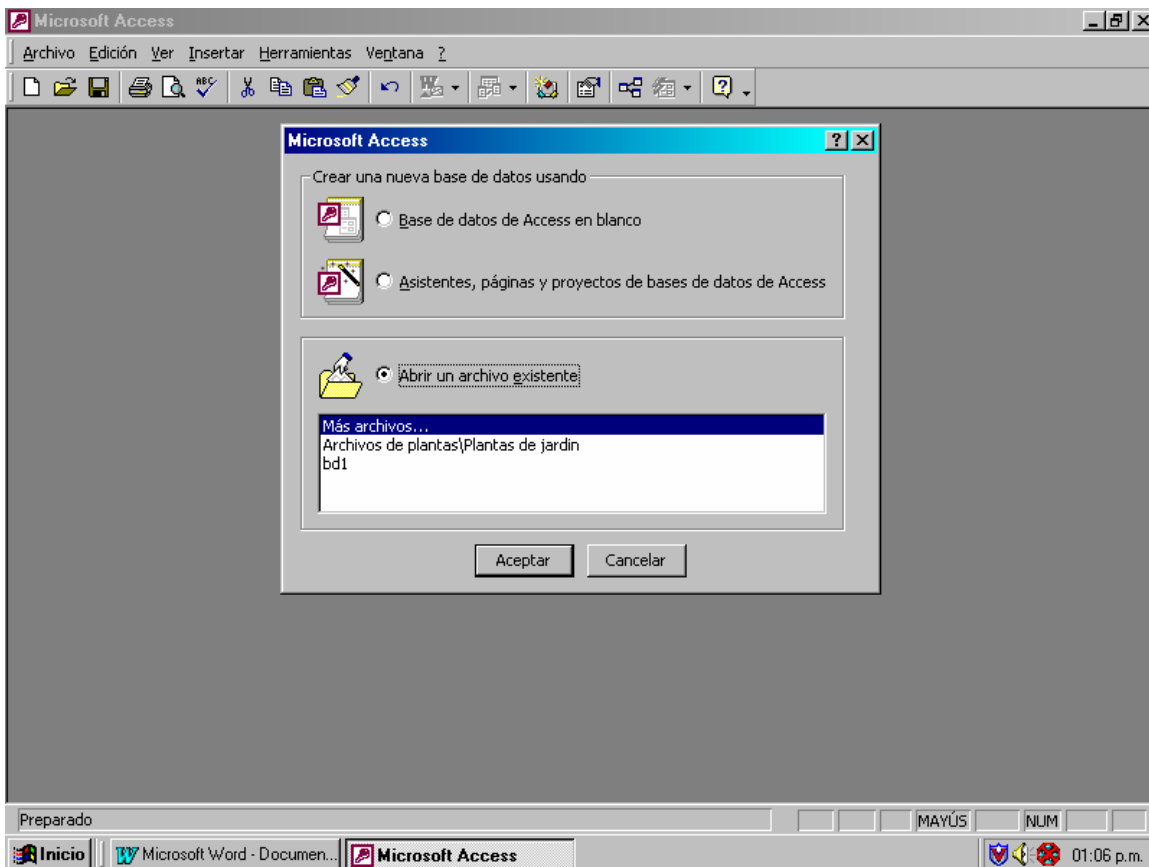 Microsoft Access
Archivo Edición Ver Insertar Herramientas Ventana ?
Microsoft Access
Crear una nueva base de datos usando
Base de datos de Access en blanco
Asistentes, páginas y proyectos de bases de datos de Access
Abrir un archivo existente
Más archivos...
Archivos de plantas\Plantas de jardin
bd1
Aceptar Cancelar
Preparado MAYÚS NUM
Inicio Microsoft Word - Documen... Microsoft Access 01:06 p.m.